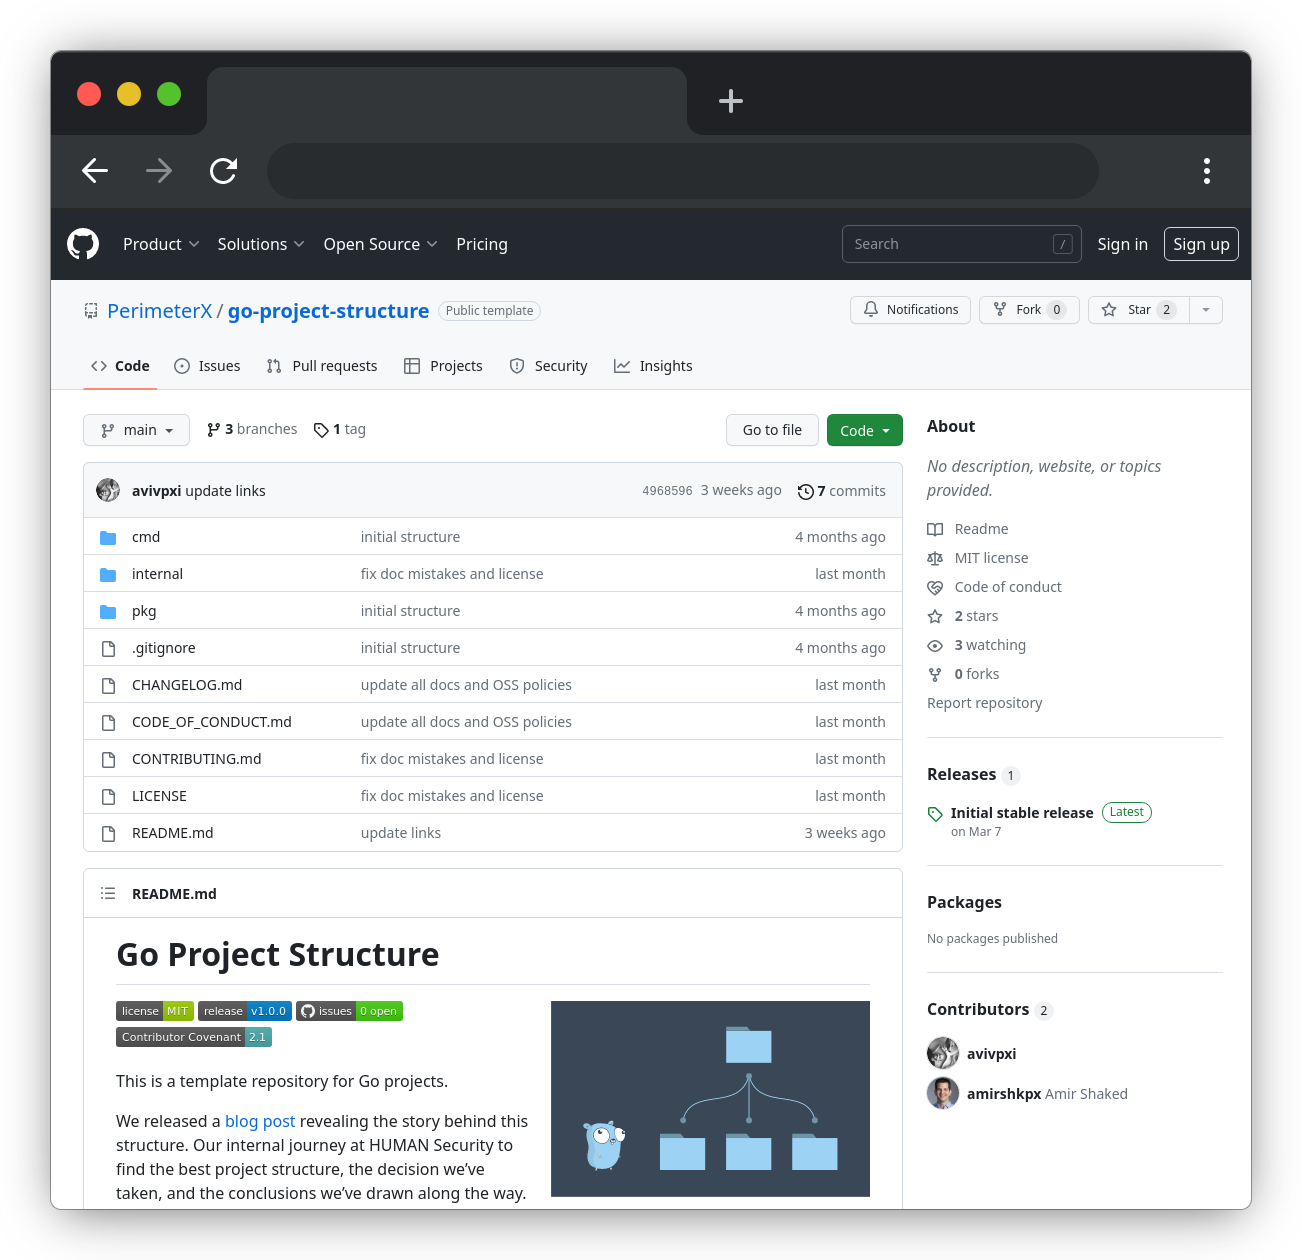 Product Solutions Open Source Pricing Search / Sign in Sign up
PerimeterX / go-project-structure Public template Notifications Fork 0 Star 2
Code Issues Pull requests Projects Security Insights
main 3 branches 1 tag Go to file Code
avivpxi update links 4968596 3 weeks ago 7 commits
cmd initial structure 4 months ago
internal fix doc mistakes and license last month
pkg initial structure 4 months ago
.gitignore initial structure 4 months ago
CHANGELOG.md update all docs and OSS policies last month
CODE_OF_CONDUCT.md update all docs and OSS policies last month
CONTRIBUTING.md fix doc mistakes and license last month
LICENSE fix doc mistakes and license last month
README.md update links 3 weeks ago
README.md
Go Project Structure
license MIT release v1.0.0 issues 0 open
Contributor Covenant 2.1
This is a template repository for Go projects.
We released a blog post revealing the story behind this
structure. Our internal journey at HUMAN Security to
find the best project structure, the decision we've
taken, and the conclusions we've drawn along the way.
About
No description, website, or topics
provided.
Readme
MIT license
Code of conduct
2 stars
3 watching
0 forks
Report repository
Releases 1
Initial stable release Latest
on Mar 7
Packages
No packages published
Contributors 2
avivpxi
amirshkpx Amir Shaked